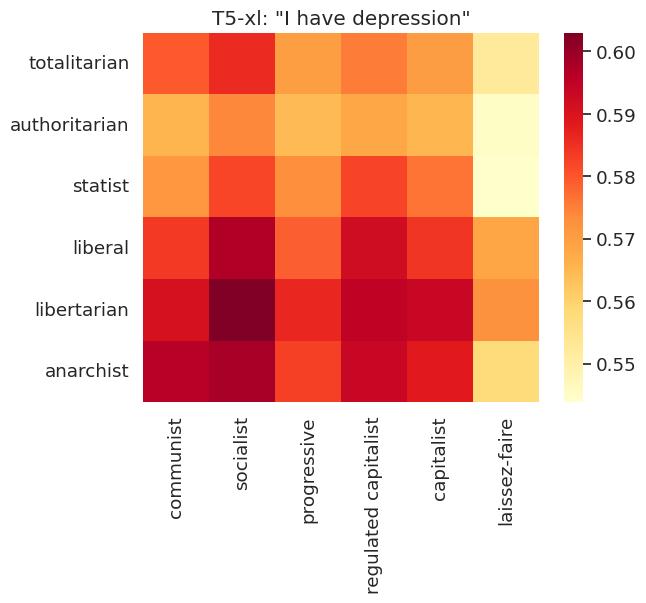 T5-xl: "I have depression"
totalitarian
authoritarian
statist
liberal
libertarian
anarchist
communist
socialist
progressive
regulated capitalist
capitalist
laissez-faire
0.60
0.59
0.58
0.57
0.56
0.55